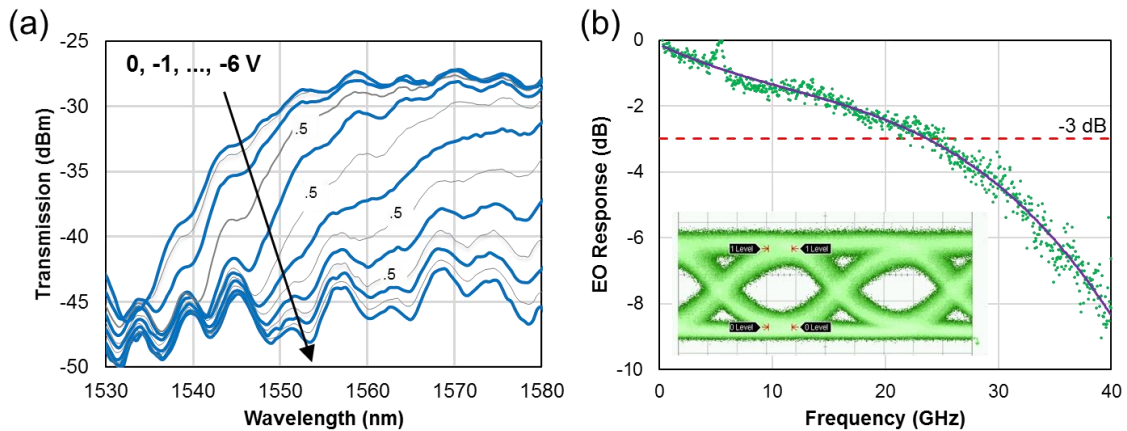 (a)
-25
-30
-35
-40
-45
-50
Transmission (dBm)
0, -1, ..., -6 V
.5
.5
.5
.5
1530
1540
1550
1560
1570
1580
Wavelength (nm)
(b)
0
-2
-4
-6
-8
-10
EO Response (dB)
-3 dB
1 Level
1 Level
0 Level
0 Level
0
10
20
30
40
Frequency (GHz)